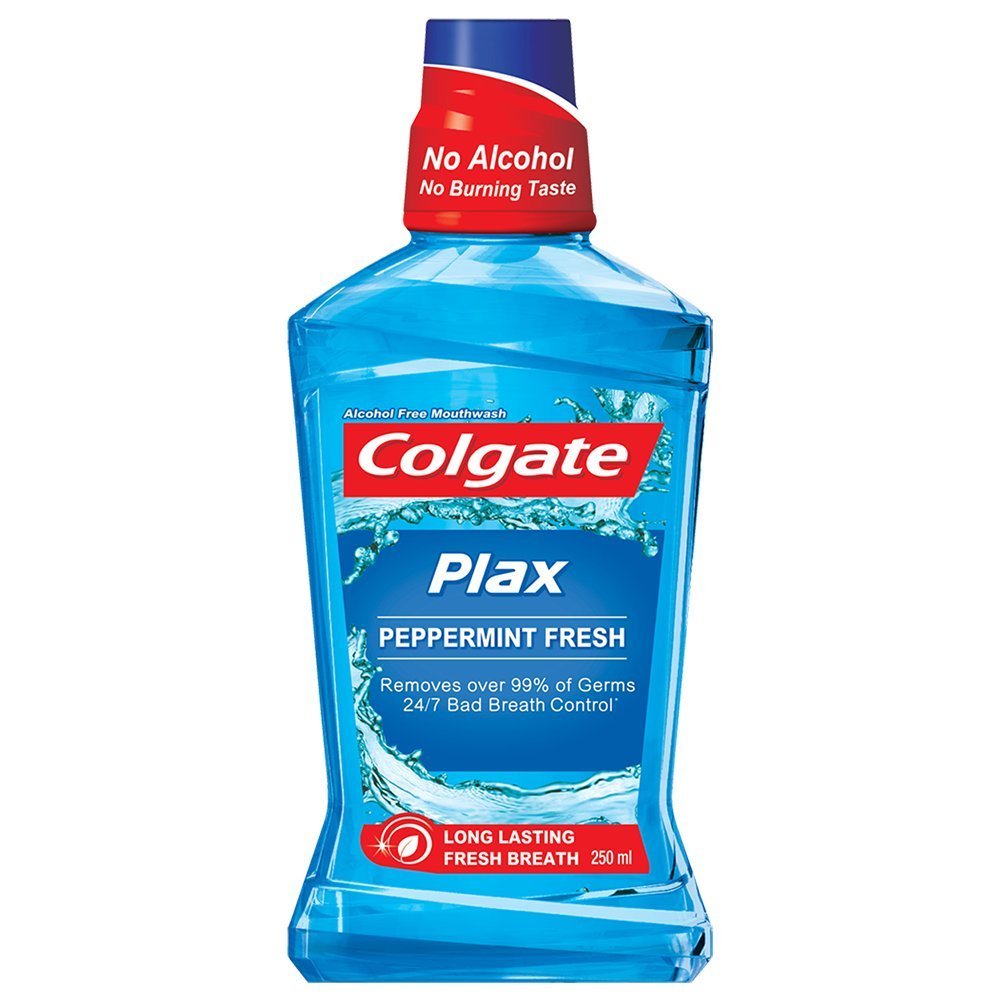 No Alcohol
No Burning Taste
Alcohol Free Mouthwash
Colgate
Plax
PEPPERMINT FRESH
Removes over 99% of Germs
24/7 Bad Breath Control*
LONG LASTING
FRESH BREATH 250 ml